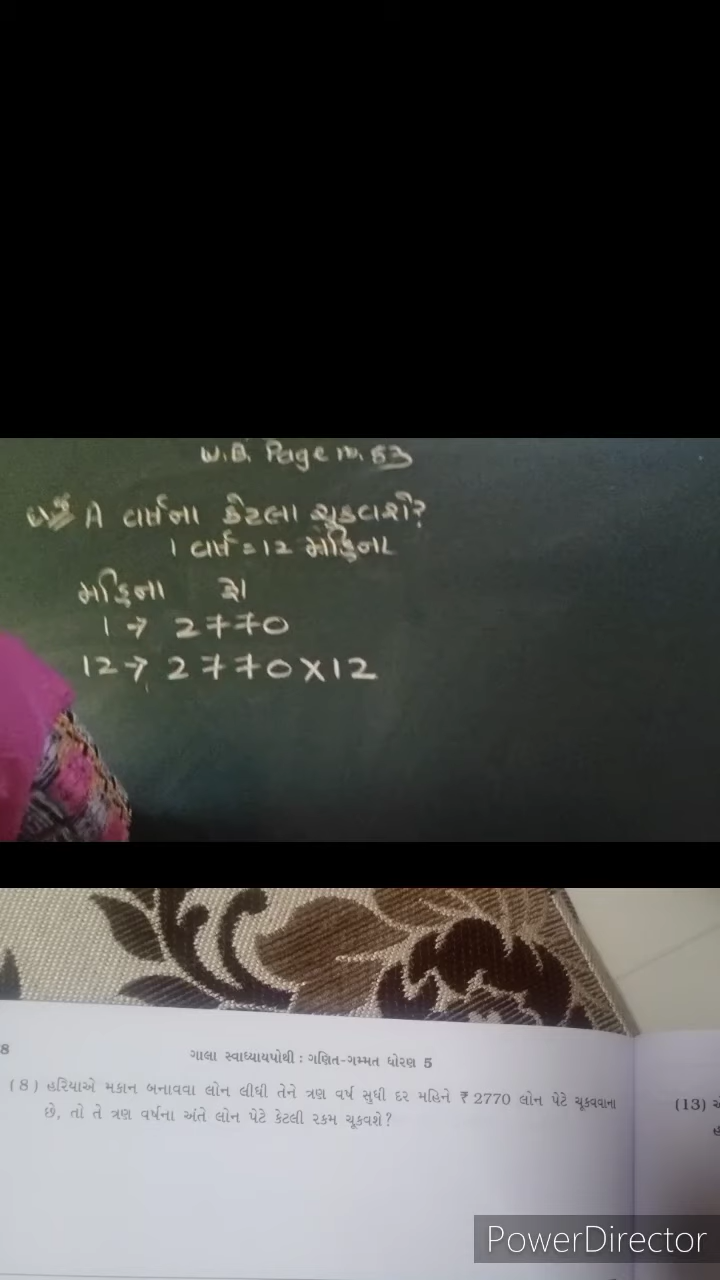 W.B. Page no. 53
A વર્ષના કેટલા ચુકવશે?
1 વર્ષ = 12 મહિના
મહિના રૂ
1 → 2770
12 → 2770 X 12
8
ગાલા સ્વાધ્યાયપોથી : ગણિત-ગમ્મત ધોરણ 5
(8) હરિયાએ મકાન બનાવવા લોન લીધી તેને ત્રણ વર્ષ સુધી દર મહિને ₹ 2770 લોન પેટે ચૂકવવાના
છે, તો તે ત્રણ વર્ષના અંતે લોન પેટે કેટલી રકમ ચૂકવશે?
(13)
PowerDirector